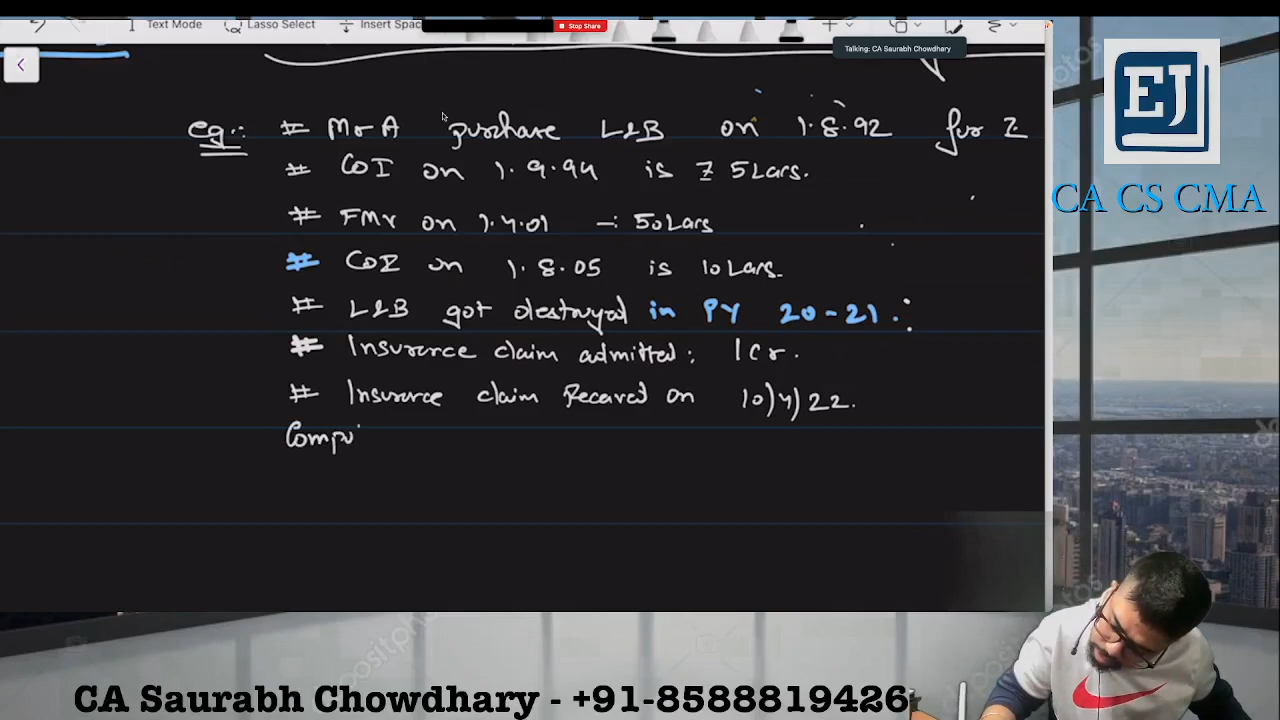 Text Mode Lasso Select Insert Spac
Stop Share
Talking: CA Saurabh Chowdhary
eg:- # Mr A purchase L&B on 1.8.92 for ₹
# COI on 1.9.94 is ₹ 5 Lacs.
# FMV on 1.4.01 -: 50 Lacs
# COI on 1.8.05 is 10 Lacs.
# L&B got destroyed in PY 20-21.
# Insurance claim admitted: 1 Cr.
# Insurance claim Received on 10/4/22.
Compu
EJ
CA CS CMA
CA Saurabh Chowdhary - +91-8588819426